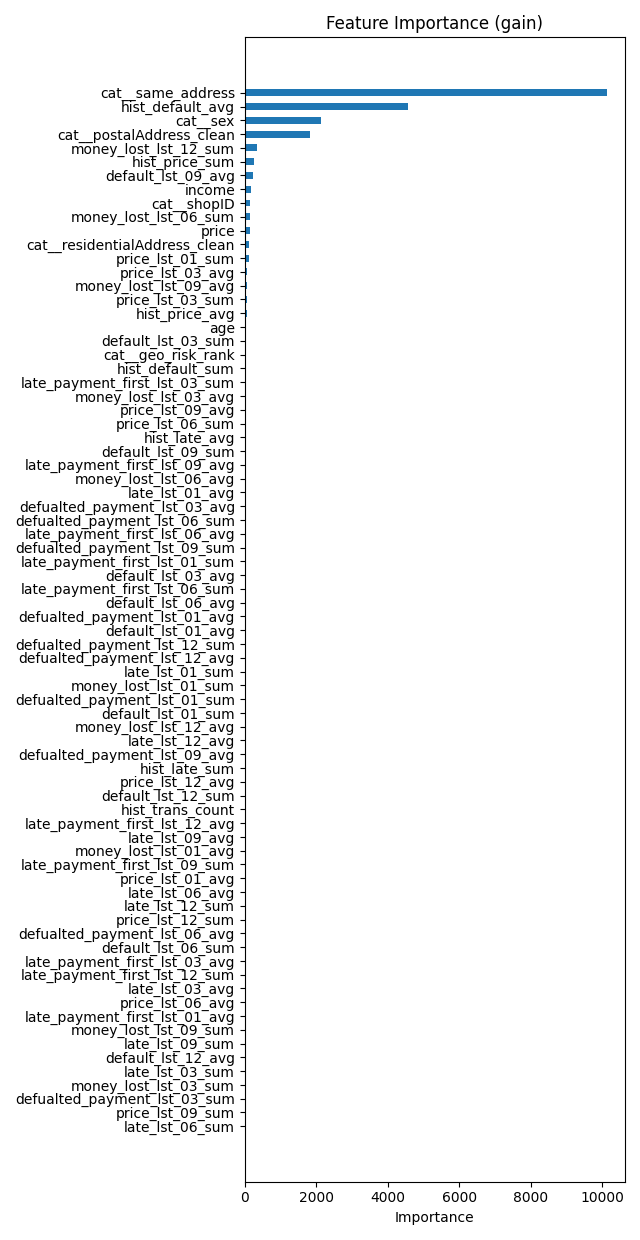 Feature Importance (gain)
cat__same_address
hist_default_avg
cat__sex
cat__postalAddress_clean
money_lost_lst_12_sum
hist_price_sum
default_lst_09_avg
income
cat__shopID
money_lost_lst_06_sum
price
cat__residentialAddress_clean
price_lst_01_sum
price_lst_03_avg
money_lost_lst_09_avg
price_lst_03_sum
hist_price_avg
age
default_lst_03_sum
cat__geo_risk_rank
hist_default_sum
late_payment_first_lst_03_sum
money_lost_lst_03_avg
price_lst_09_avg
price_lst_06_sum
hist_late_avg
default_lst_09_sum
late_payment_first_lst_09_avg
money_lost_lst_06_avg
late_lst_01_avg
defualted_payment_lst_03_avg
defualted_payment_lst_06_sum
late_payment_first_lst_06_avg
defualted_payment_lst_09_sum
late_payment_first_lst_01_sum
default_lst_03_avg
late_payment_first_lst_06_sum
default_lst_06_avg
defualted_payment_lst_01_avg
default_lst_01_avg
defualted_payment_lst_12_sum
defualted_payment_lst_12_avg
late_lst_01_sum
money_lost_lst_01_sum
defualted_payment_lst_01_sum
default_lst_01_sum
money_lost_lst_12_avg
late_lst_12_avg
defualted_payment_lst_09_avg
hist_late_sum
price_lst_12_avg
default_lst_12_sum
hist_trans_count
late_payment_first_lst_12_avg
late_lst_09_avg
money_lost_lst_01_avg
late_payment_first_lst_09_sum
price_lst_01_avg
late_lst_06_avg
late_lst_12_sum
price_lst_12_sum
defualted_payment_lst_06_avg
default_lst_06_sum
late_payment_first_lst_03_avg
late_payment_first_lst_12_sum
late_lst_03_avg
price_lst_06_avg
late_payment_first_lst_01_avg
money_lost_lst_09_sum
late_lst_09_sum
default_lst_12_avg
late_lst_03_sum
money_lost_lst_03_sum
defualted_payment_lst_03_sum
price_lst_09_sum
late_lst_06_sum
0 2000 4000 6000 8000 10000
Importance